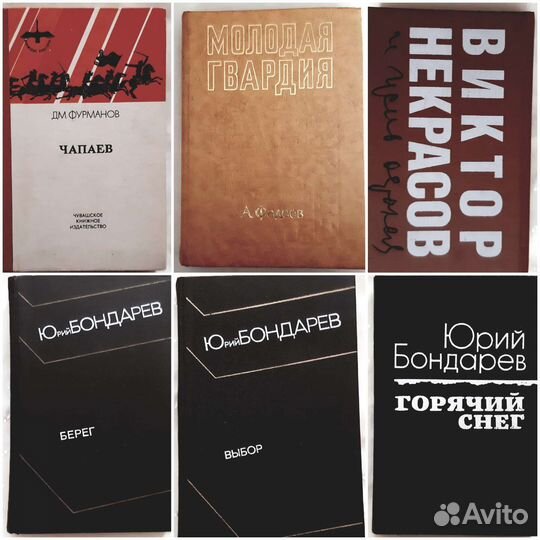 ДМ. ФУРМАНОВ
ЧАПАЕВ
ЧУВАШСКОЕ
КНИЖНОЕ
ИЗДАТЕЛЬСТВО
МОЛОДАЯ
ГВАРДИЯ
А. Фадеев
ВИКТОР
НЕКРАСОВ
Юрий БОНДАРЕВ
БЕРЕГ
Юрий БОНДАРЕВ
ВЫБОР
Юрий
Бондарев
ГОРЯЧИЙ
СНЕГ
Avito